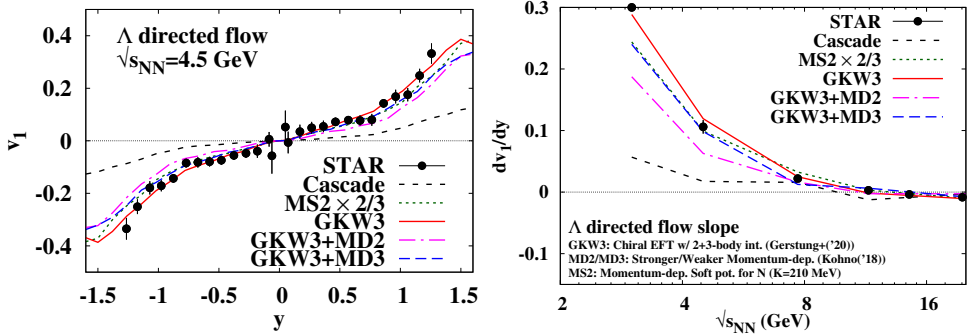 Λ directed flow
√sNN=4.5 GeV
0.4
0.2
0
-0.2
-0.4
v1
STAR
Cascade
MS2 × 2/3
GKW3
GKW3+MD2
GKW3+MD3
-1.5 -1 -0.5 0 0.5 1 1.5
y
0.3
0.2
0.1
0
-0.1
dv1/dy
STAR
Cascade
MS2 × 2/3
GKW3
GKW3+MD2
GKW3+MD3
Λ directed flow slope
GKW3: Chiral EFT w/ 2+3-body int. (Gerstung+('20))
MD2/MD3: Stronger/Weaker Momentum-dep. (Kohno('18))
MS2: Momentum-dep. Soft pot. for N (K=210 MeV)
2 4 8 16
√sNN (GeV)